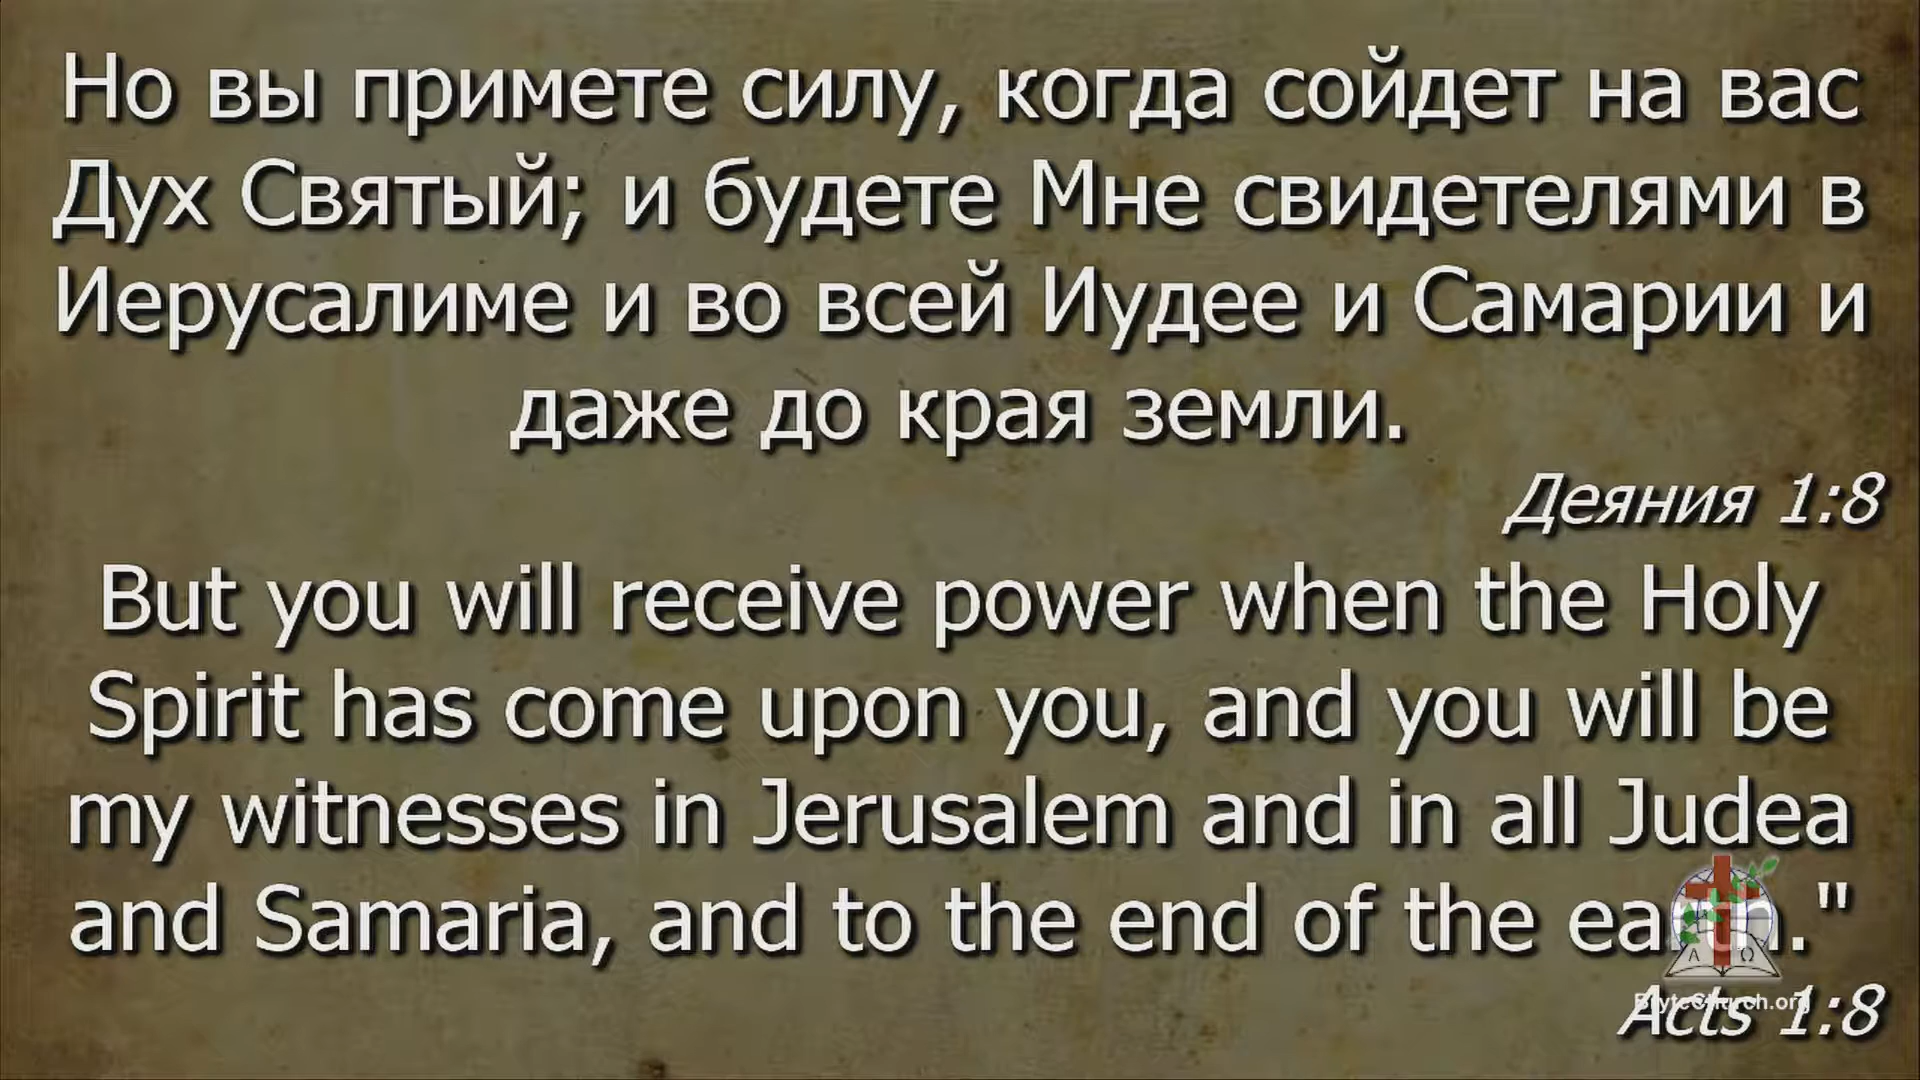 Но вы примете силу, когда сойдет на вас
Дух Святый; и будете Мне свидетелями в
Иерусалиме и во всей Иудее и Самарии и
даже до края земли.
Деяния 1:8
But you will receive power when the Holy
Spirit has come upon you, and you will be
my witnesses in Jerusalem and in all Judea
and Samaria, and to the end of the earth."
Α Ω
BryteChurch.org
Acts 1:8